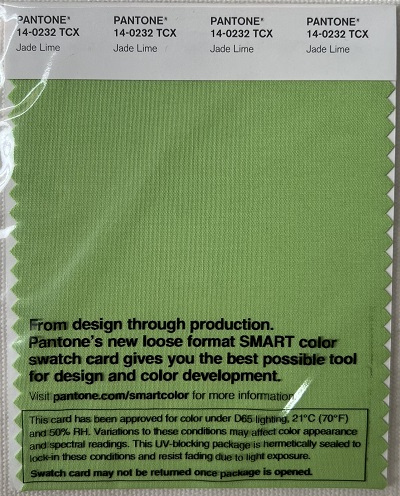 PANTONE® PANTONE® PANTONE® PANTONE®
14-0232 TCX 14-0232 TCX 14-0232 TCX 14-0232 TCX
Jade Lime Jade Lime Jade Lime Jade Lime
From design through production.
Pantone's new loose format SMART color
swatch card gives you the best possible tool
for design and color development.
Visit pantone.com/smartcolor for more information.
This card has been approved for color under D65 lighting, 21°C (70°F)
and 50% RH. Variations to these conditions may affect color appearance
and spectral readings. This UV-blocking package is hermetically sealed to
lock-in these conditions and resist fading due to light exposure.
Swatch card may not be returned once package is opened.